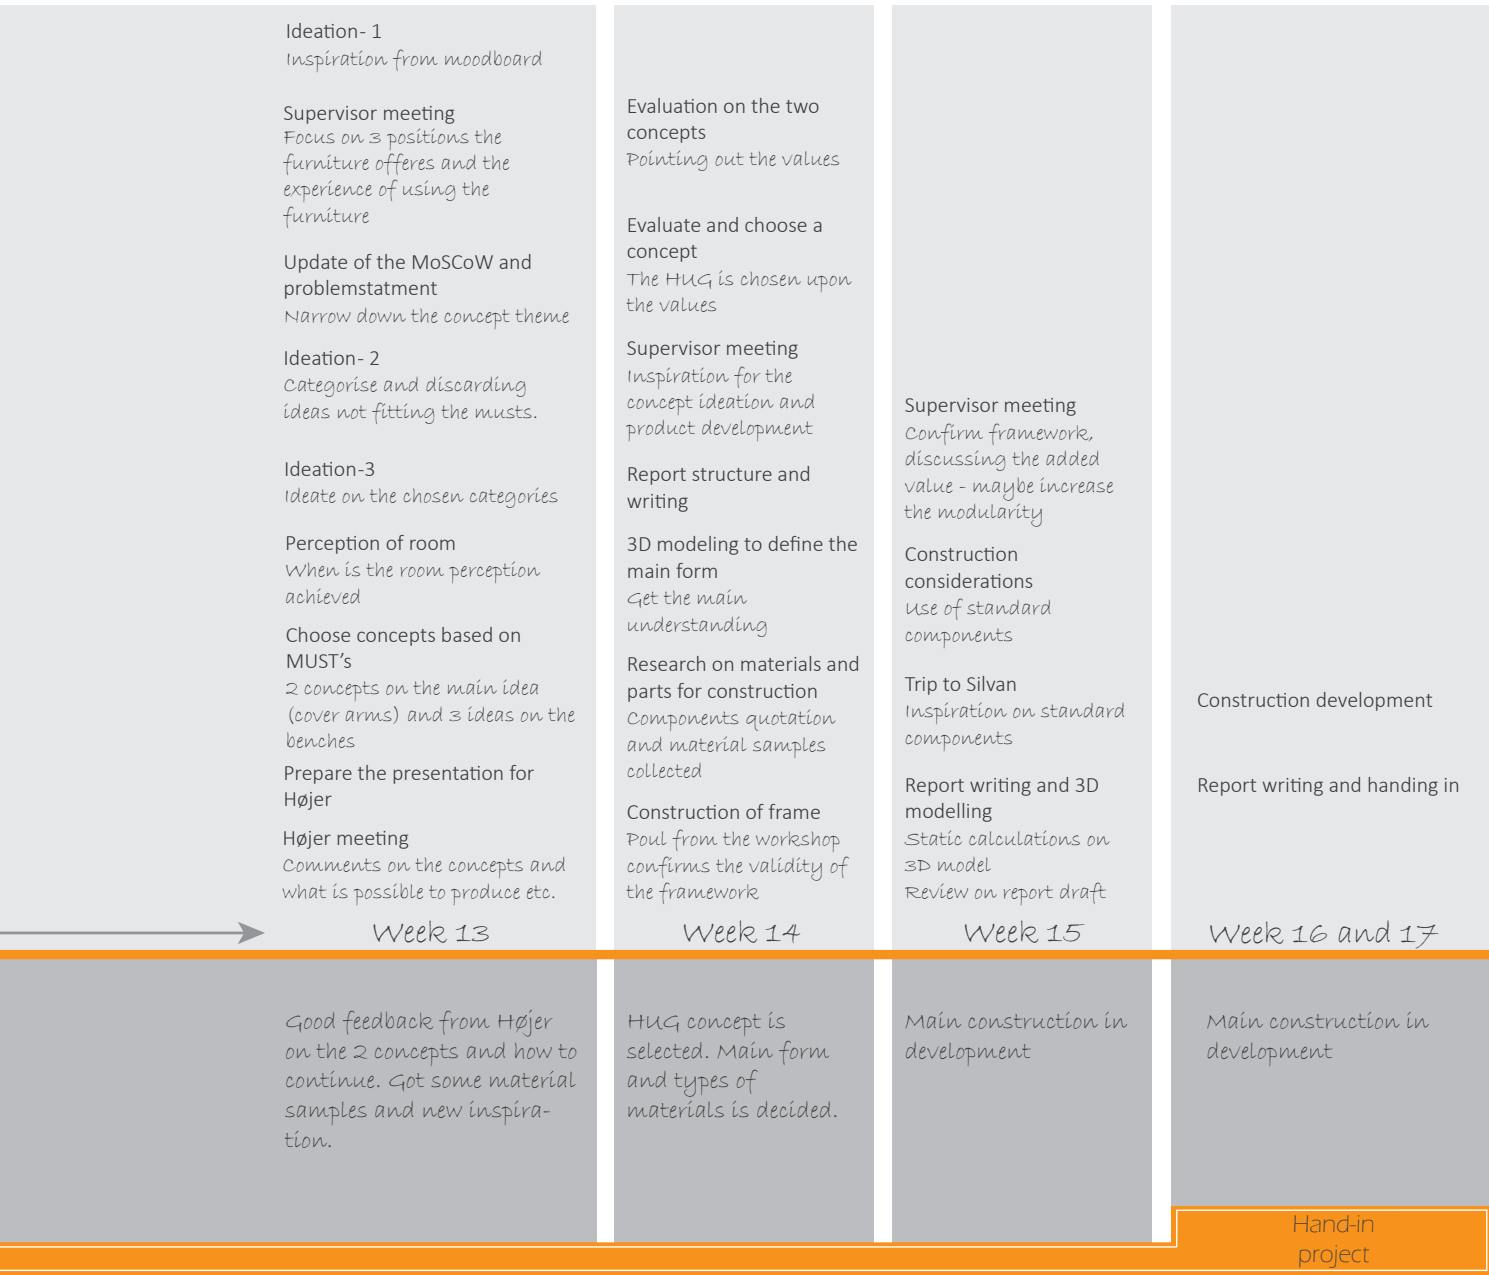 Ideation- 1
Inspiration from moodboard
Supervisor meeting
Focus on 3 positions the
furniture offeres and the
experience of using the
furniture
Update of the MoSCoW and
problemstatment
Narrow down the concept theme
Ideation- 2
Categorise and discarding
ideas not fitting the musts.
Ideation-3
Ideate on the chosen categories
Perception of room
When is the room perception
achieved
Choose concepts based on
MUST’s
2 concepts on the main idea
(cover arms) and 3 ideas on the
benches
Prepare the presentation for
Højer
Højer meeting
Comments on the concepts and
what is possible to produce etc.
Week 13
Good feedback from Højer
on the 2 concepts and how to
continue. Got some material
samples and new inspira-
tion.
Evaluation on the two
concepts
Pointing out the values
Evaluate and choose a
concept
The HUG is chosen upon
the values
Supervisor meeting
Inspiration for the
concept ideation and
product development
Report structure and
writing
3D modeling to define the
main form
Get the main
understanding
Research on materials and
parts for construction
Components quotation
and material samples
collected
Construction of frame
Poul from the workshop
confirms the validity of
the framework
Week 14
HUG concept is
selected. Main form
and types of
materials is decided.
Supervisor meeting
Confirm framework,
discussing the added
value - maybe increase
the modularity
Construction
considerations
Use of standard
components
Trip to Silvan
Inspiration on standard
components
Report writing and 3D
modelling
Static calculations on
3D model
Review on report draft
Week 15
Main construction in
development
Construction development
Report writing and handing in
Week 16 and 17
Main construction in
development
Hand-in
project